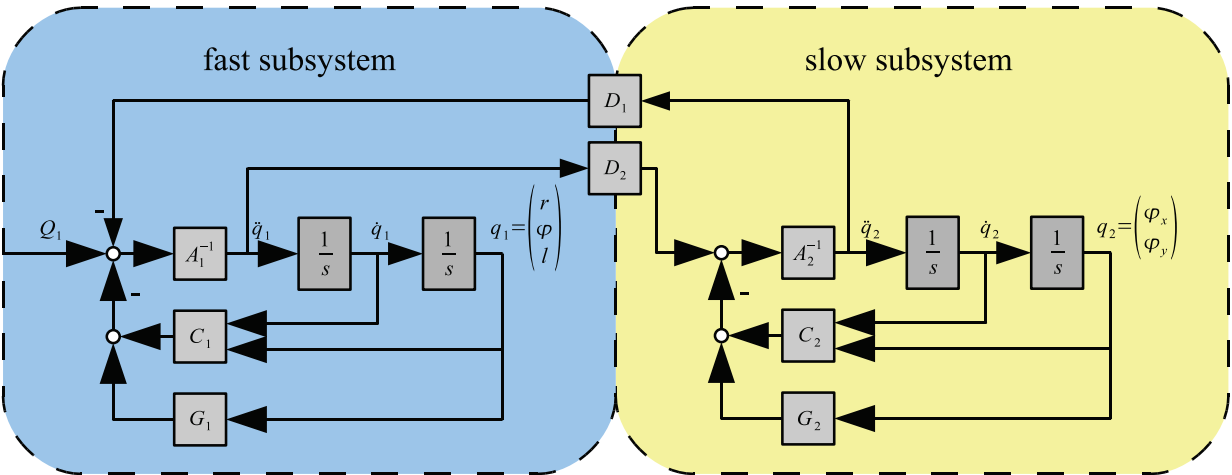 fast subsystem
slow subsystem
D₁
D₂
Q₁
-
A₁⁻¹
q̈₁
1/s
q̇₁
1/s
q₁=(r φ l)
-
C₁
G₁
A₂⁻¹
q̈₂
1/s
q̇₂
1/s
q₂=(φₓ φᵧ)
-
C₂
G₂